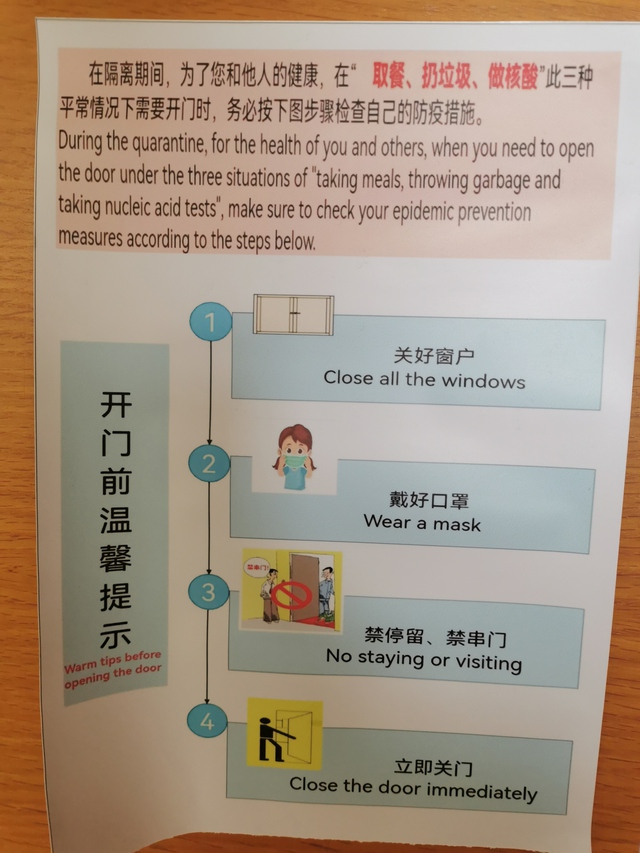 在隔离期间，为了您和他人的健康，在“ 取餐、扔垃圾、做核酸”此三种
平常情况下需要开门时，务必按下图步骤检查自己的防疫措施。
During the quarantine, for the health of you and others, when you need to open
the door under the three situations of "taking meals, throwing garbage and
taking nucleic acid tests", make sure to check your epidemic prevention
measures according to the steps below.
开门前温馨提示
Warm tips before
opening the door
1
关好窗户
Close all the windows
2
戴好口罩
Wear a mask
3
禁串门!
禁停留、禁串门
No staying or visiting
4
立即关门
Close the door immediately